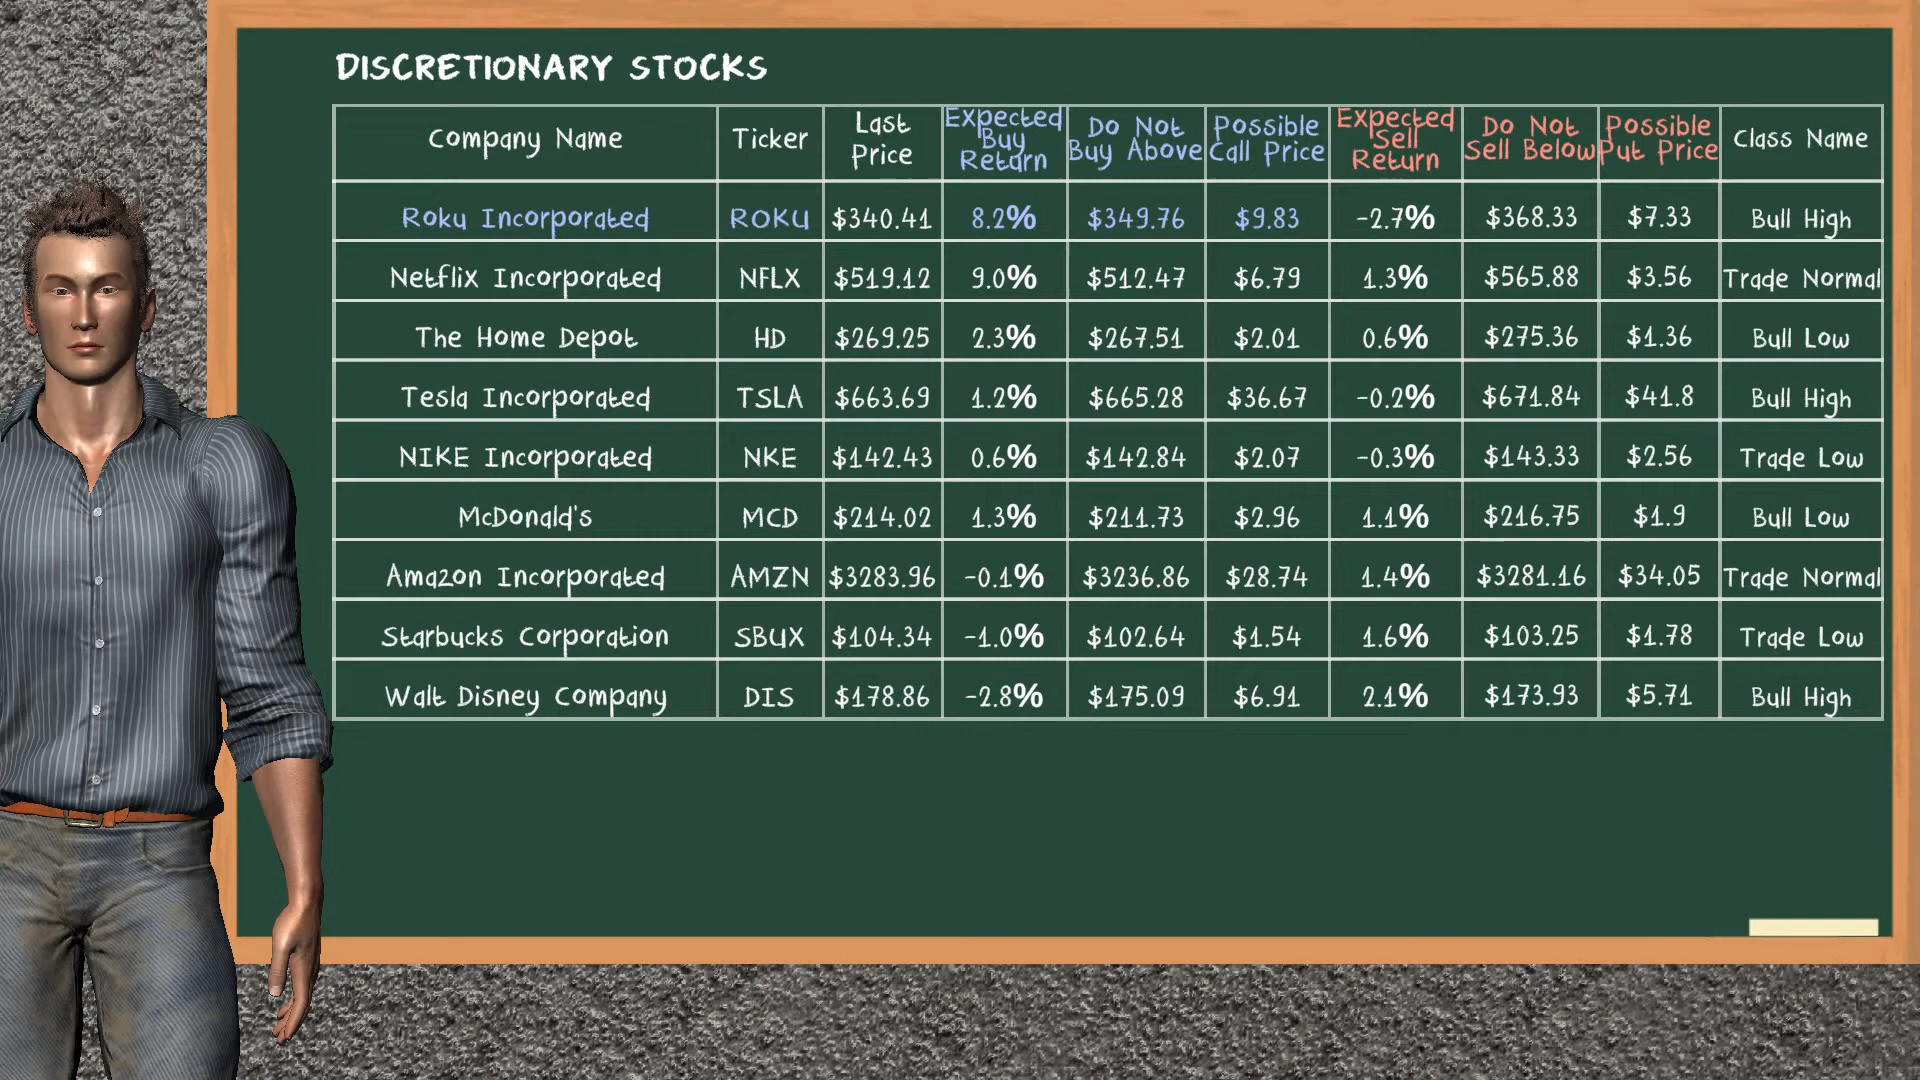 DISCRETIONARY STOCKS
Company Name Ticker Last Price Expected Buy Return Do Not Buy Above Possible Call Price Expected Sell Return Do Not Sell Below Possible Put Price Class Name
Roku Incorporated ROKU $340.41 8.2% $349.76 $9.83 -2.7% $368.33 $7.33 Bull High
Netflix Incorporated NFLX $519.12 9.0% $512.47 $6.79 1.3% $565.88 $3.56 Trade Normal
The Home Depot HD $269.25 2.3% $267.51 $2.01 0.6% $275.36 $1.36 Bull Low
Tesla Incorporated TSLA $663.69 1.2% $665.28 $36.67 -0.2% $671.84 $41.8 Bull High
NIKE Incorporated NKE $142.43 0.6% $142.84 $2.07 -0.3% $143.33 $2.56 Trade Low
McDonald's MCD $214.02 1.3% $211.73 $2.96 1.1% $216.75 $1.9 Bull Low
Amazon Incorporated AMZN $3283.96 -0.1% $3236.86 $28.74 1.4% $3281.16 $34.05 Trade Normal
Starbucks Corporation SBUX $104.34 -1.0% $102.64 $1.54 1.6% $103.25 $1.78 Trade Low
Walt Disney Company DIS $178.86 -2.8% $175.09 $6.91 2.1% $173.93 $5.71 Bull High